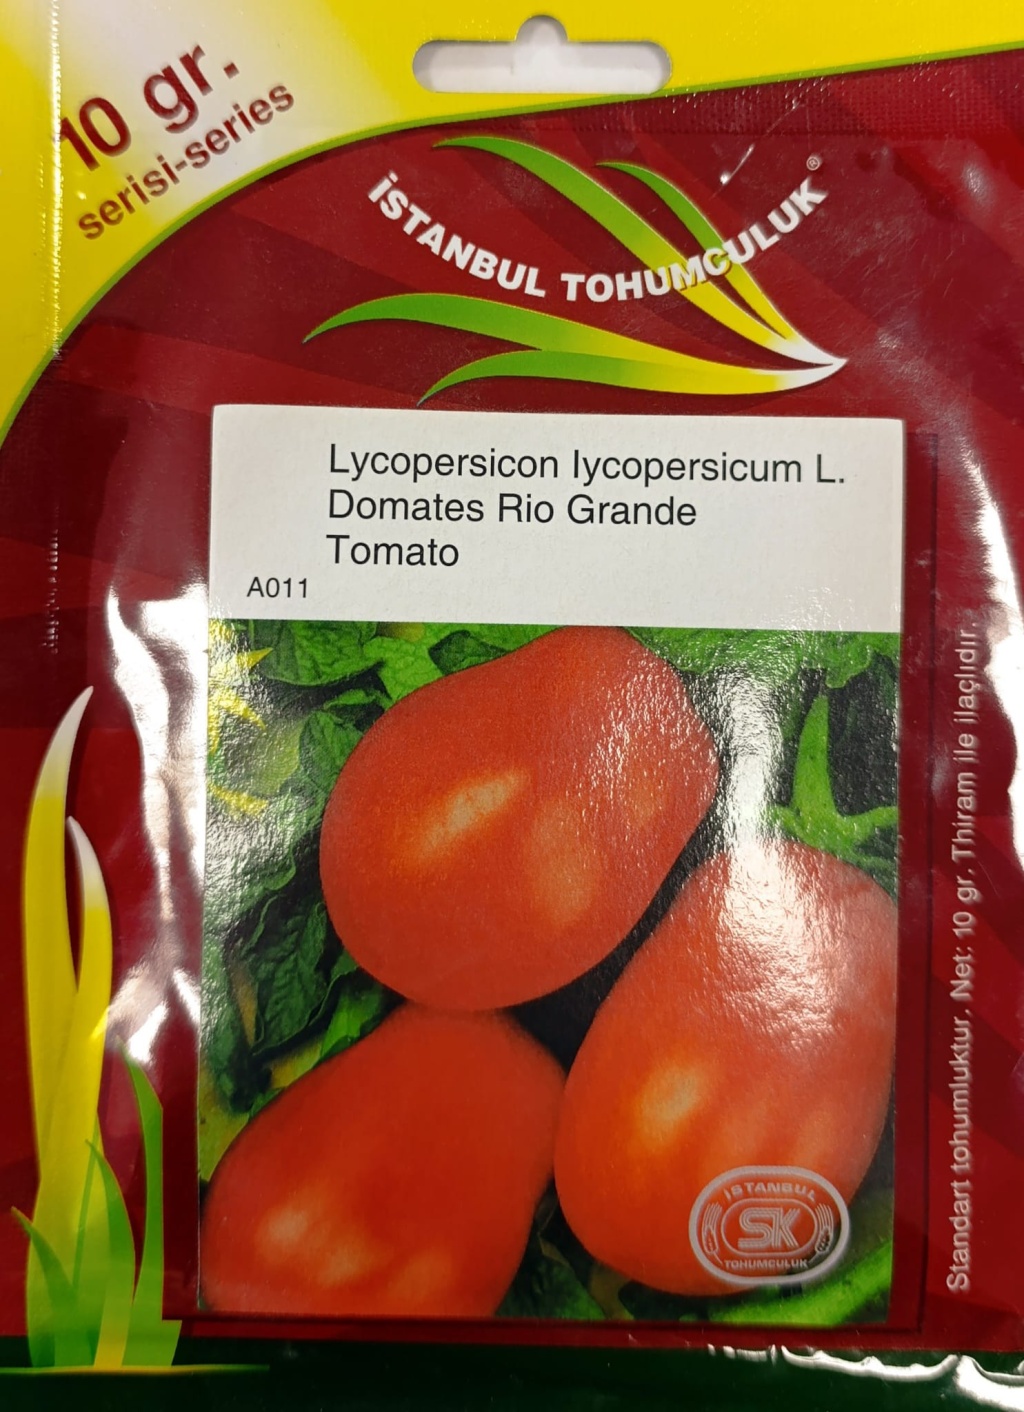 10 gr.
serisi-series
İSTANBUL TOHUMCULUK®
Lycopersicon lycopersicum L.
Domates Rio Grande
Tomato
A011
Standart tohumluktur. Net: 10 gr. Thiram ile ilaçlıdır.
İSTANBUL
SK
TOHUMCULUK